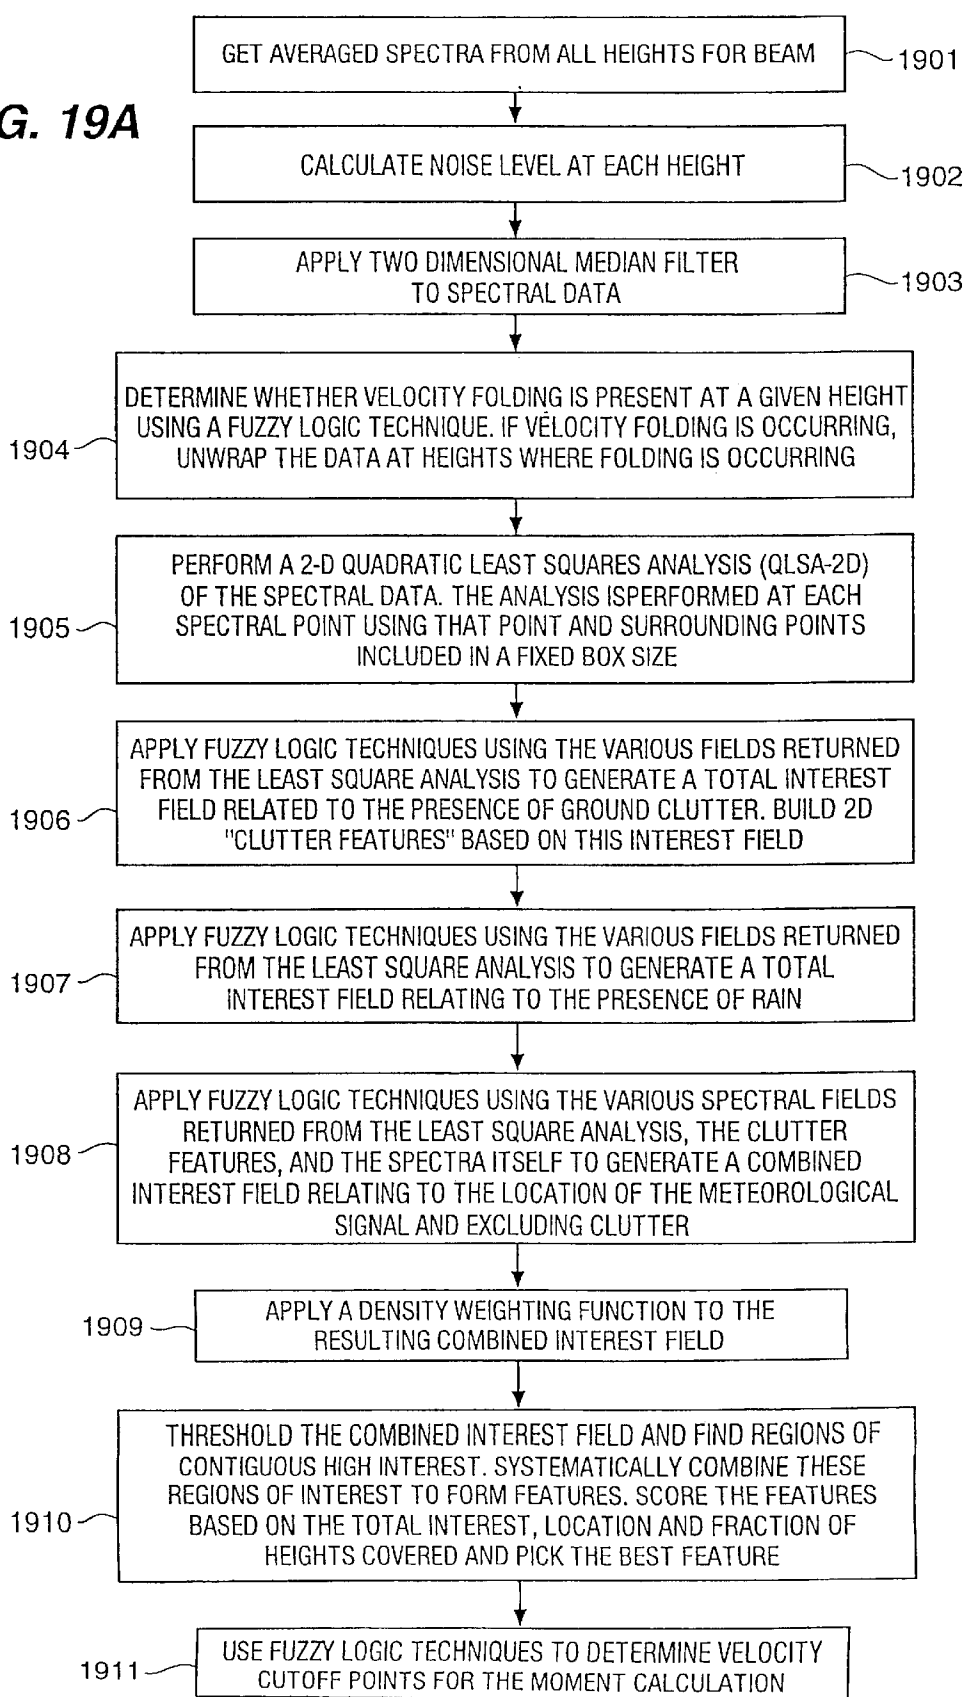 GET AVERAGED SPECTRA FROM ALL HEIGHTS FOR BEAM
1901
G. 19A
CALCULATE NOISE LEVEL AT EACH HEIGHT
1902
APPLY TWO DIMENSIONAL MEDIAN FILTER
TO SPECTRAL DATA
1903
DETERMINE WHETHER VELOCITY FOLDING IS PRESENT AT A GIVEN HEIGHT
USING A FUZZY LOGIC TECHNIQUE. IF VELOCITY FOLDING IS OCCURRING,
UNWRAP THE DATA AT HEIGHTS WHERE FOLDING IS OCCURRING
1904
PERFORM A 2-D QUADRATIC LEAST SQUARES ANALYSIS (QLSA-2D)
OF THE SPECTRAL DATA. THE ANALYSIS ISPERFORMED AT EACH
SPECTRAL POINT USING THAT POINT AND SURROUNDING POINTS
INCLUDED IN A FIXED BOX SIZE
1905
APPLY FUZZY LOGIC TECHNIQUES USING THE VARIOUS FIELDS RETURNED
FROM THE LEAST SQUARE ANALYSIS TO GENERATE A TOTAL INTEREST
FIELD RELATED TO THE PRESENCE OF GROUND CLUTTER. BUILD 2D
"CLUTTER FEATURES" BASED ON THIS INTEREST FIELD
1906
APPLY FUZZY LOGIC TECHNIQUES USING THE VARIOUS FIELDS RETURNED
FROM THE LEAST SQUARE ANALYSIS TO GENERATE A TOTAL
INTEREST FIELD RELATING TO THE PRESENCE OF RAIN
1907
APPLY FUZZY LOGIC TECHNIQUES USING THE VARIOUS SPECTRAL FIELDS
RETURNED FROM THE LEAST SQUARE ANALYSIS, THE CLUTTER
FEATURES, AND THE SPECTRA ITSELF TO GENERATE A COMBINED
INTEREST FIELD RELATING TO THE LOCATION OF THE METEOROLOGICAL
SIGNAL AND EXCLUDING CLUTTER
1908
APPLY A DENSITY WEIGHTING FUNCTION TO THE
RESULTING COMBINED INTEREST FIELD
1909
THRESHOLD THE COMBINED INTEREST FIELD AND FIND REGIONS OF
CONTIGUOUS HIGH INTEREST. SYSTEMATICALLY COMBINE THESE
REGIONS OF INTEREST TO FORM FEATURES. SCORE THE FEATURES
BASED ON THE TOTAL INTEREST, LOCATION AND FRACTION OF
HEIGHTS COVERED AND PICK THE BEST FEATURE
1910
USE FUZZY LOGIC TECHNIQUES TO DETERMINE VELOCITY
CUTOFF POINTS FOR THE MOMENT CALCULATION
1911